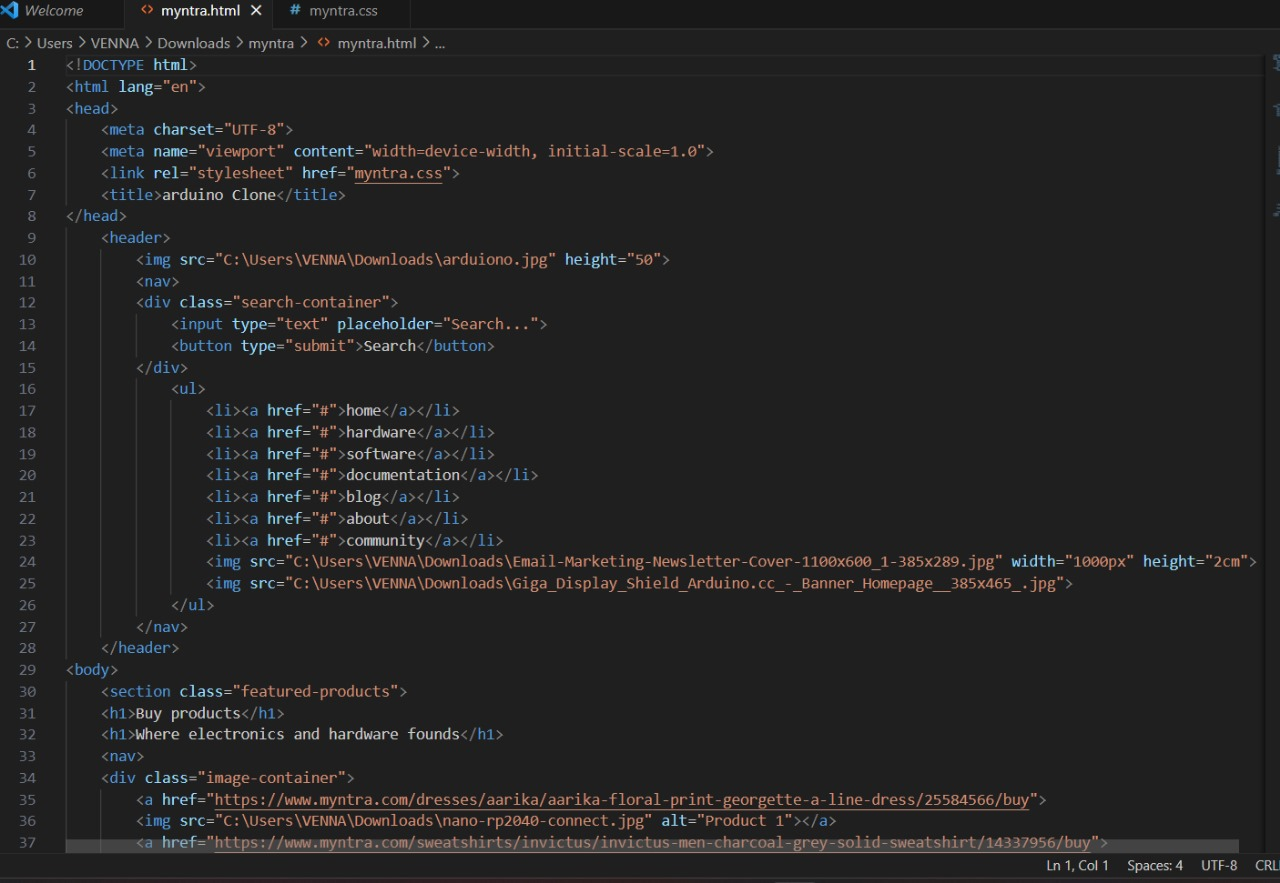 Welcome
<> myntra.html ×
# myntra.css
C: > Users > VENNA > Downloads > myntra > <> myntra.html > ...
1 <!DOCTYPE html>
2 <html lang="en">
3 <head>
4 <meta charset="UTF-8">
5 <meta name="viewport" content="width=device-width, initial-scale=1.0">
6 <link rel="stylesheet" href="myntra.css">
7 <title>arduino Clone</title>
8 </head>
9 <header>
10 <img src="C:\Users\VENNA\Downloads\arduiono.jpg" height="50">
11 <nav>
12 <div class="search-container">
13 <input type="text" placeholder="Search...">
14 <button type="submit">Search</button>
15 </div>
16 <ul>
17 <li><a href="#">home</a></li>
18 <li><a href="#">hardware</a></li>
19 <li><a href="#">software</a></li>
20 <li><a href="#">documentation</a></li>
21 <li><a href="#">blog</a></li>
22 <li><a href="#">about</a></li>
23 <li><a href="#">community</a></li>
24 <img src="C:\Users\VENNA\Downloads\Email-Marketing-Newsletter-Cover-1100x600_1-385x289.jpg" width="1000px" height="2cm">
25 <img src="C:\Users\VENNA\Downloads\Giga_Display_Shield_Arduino.cc_-_Banner_Homepage__385x465_.jpg">
26 </ul>
27 </nav>
28 </header>
29 <body>
30 <section class="featured-products">
31 <h1>Buy products</h1>
32 <h1>Where electronics and hardware founds</h1>
33 <nav>
34 <div class="image-container">
35 <a href="https://www.myntra.com/dresses/aarika/aarika-floral-print-georgette-a-line-dress/25584566/buy">
36 <img src="C:\Users\VENNA\Downloads\nano-rp2040-connect.jpg" alt="Product 1"></a>
37 <a href="https://www.myntra.com/sweatshirts/invictus/invictus-men-charcoal-grey-solid-sweatshirt/14337956/buy">
Ln 1, Col 1 Spaces: 4 UTF-8 CRL